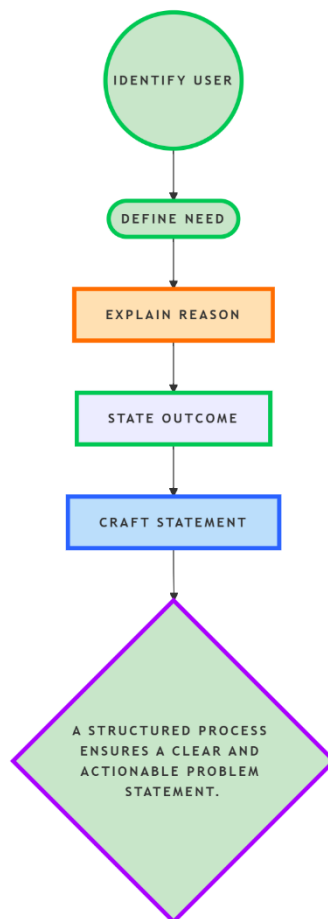 IDENTIFY USER
DEFINE NEED
EXPLAIN REASON
STATE OUTCOME
CRAFT STATEMENT
A STRUCTURED PROCESS
ENSURES A CLEAR AND
ACTIONABLE PROBLEM
STATEMENT.